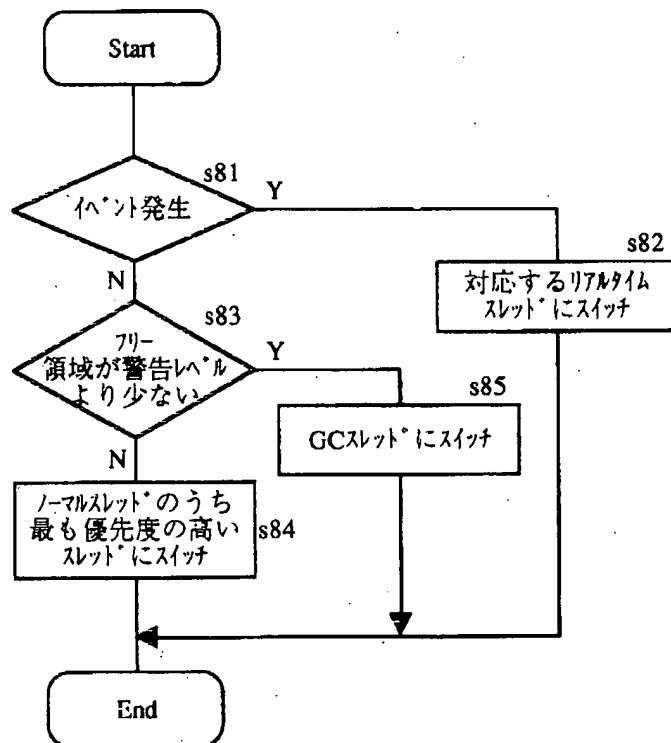 Start
s81
イベント発生
Y
N
s82
対応するリアルタイム
スレッドにスイッチ
s83
フリー
領域が警告レベル
より少ない
Y
N
s85
GCスレッドにスイッチ
ノーマルスレッドのうち
最も優先度の高い
スレッドにスイッチ
s84
End